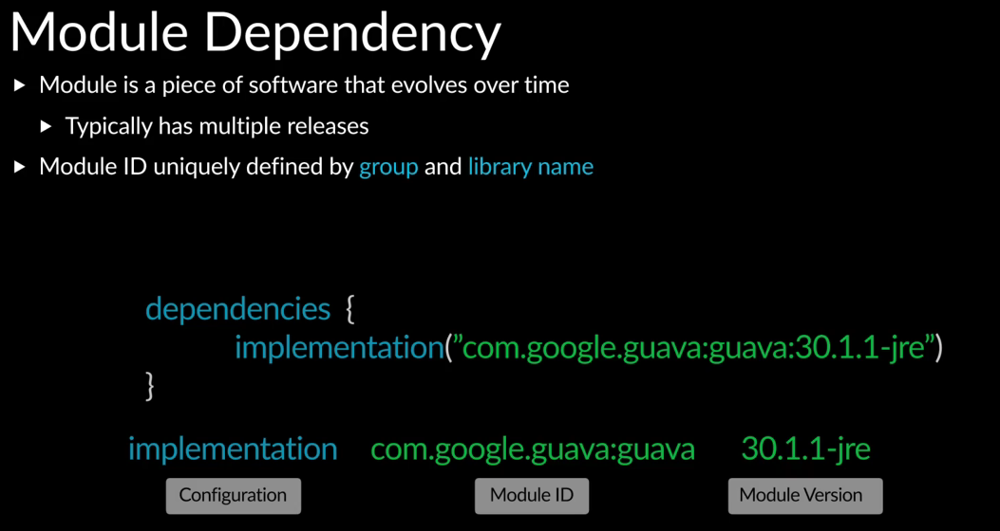 Module Dependency
Module is a piece of software that evolves over time
Typically has multiple releases
Module ID uniquely defined by group and library name
dependencies {
implementation(”com.google.guava:guava:30.1.1-jre”)
}
implementation com.google.guava:guava 30.1.1-jre
Configuration Module ID Module Version